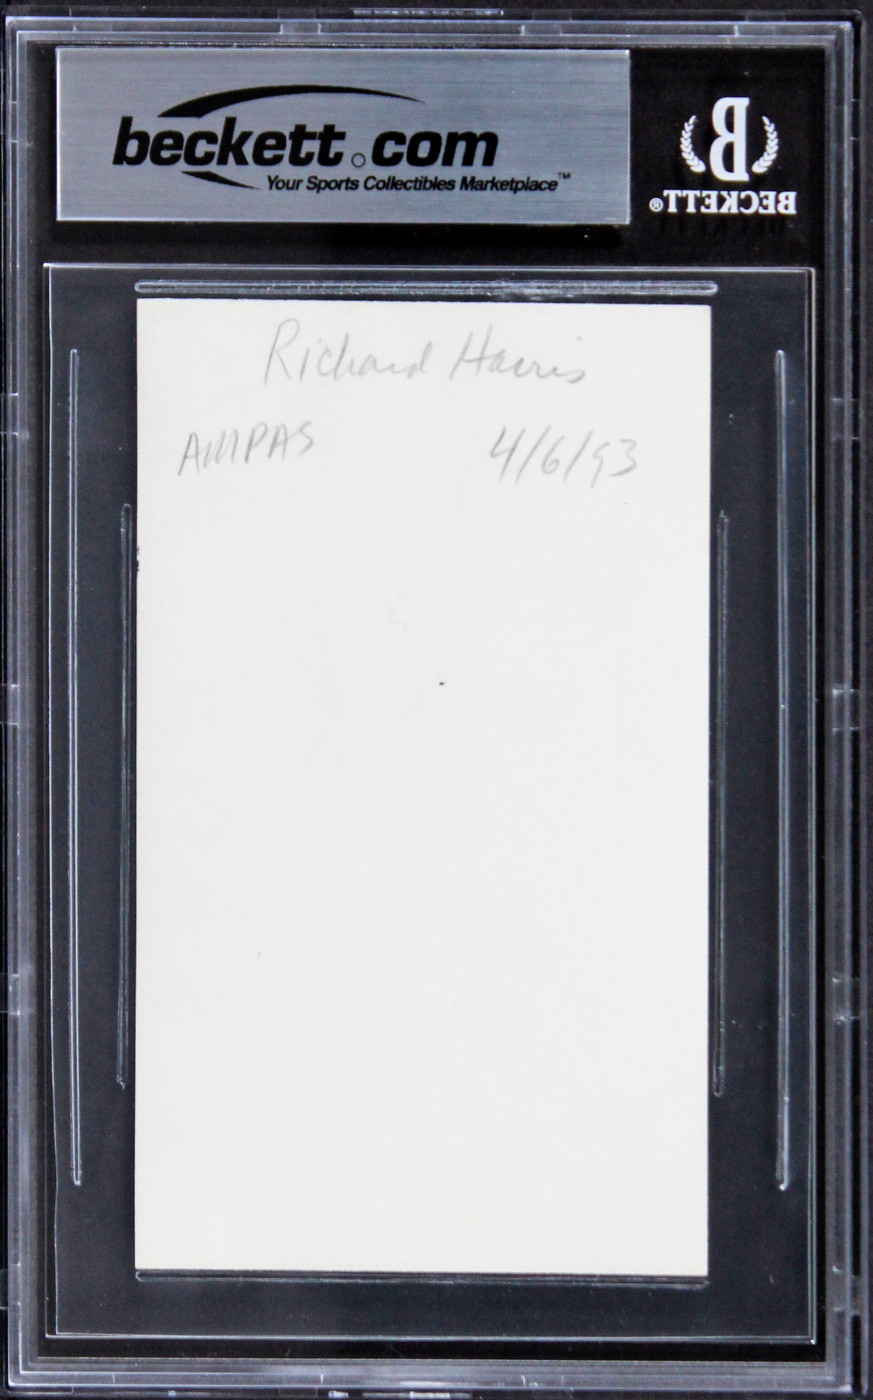 beckett.com
Your Sports Collectibles Marketplace™
B
BECKETT®
Richard Harris
AMPAS 4/6/93